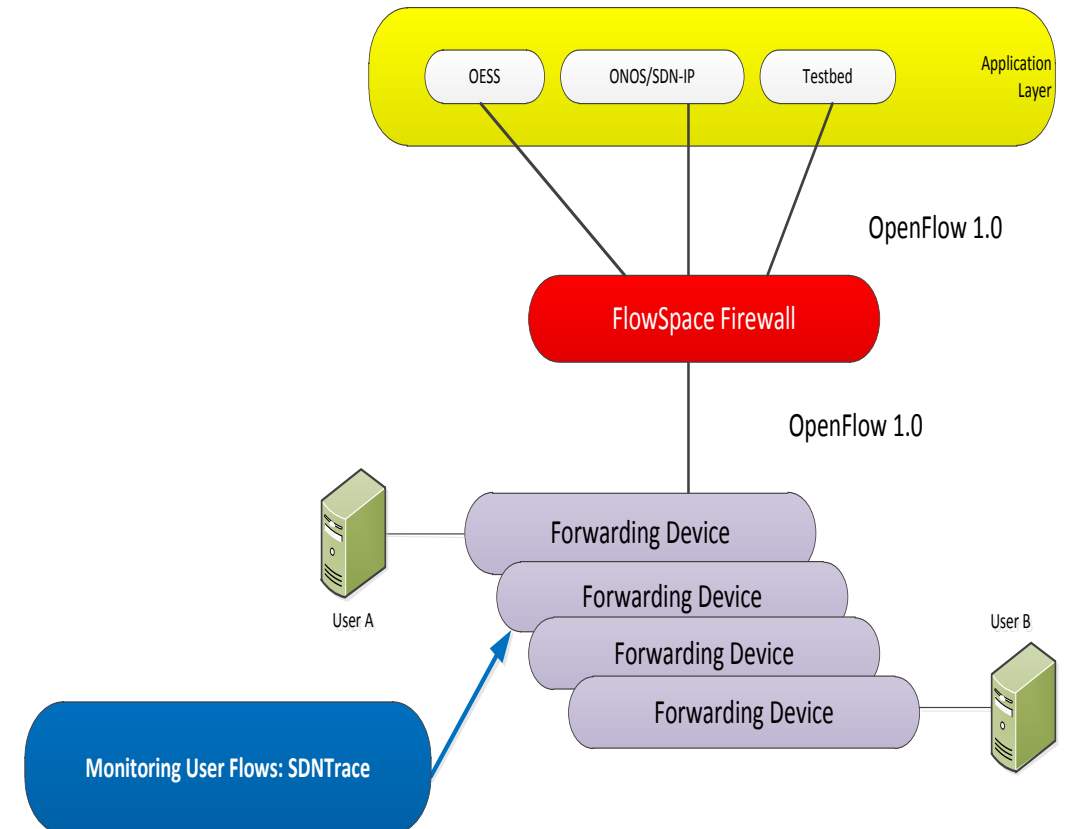 OESS
ONOS/SDN-IP
Testbed
Application
Layer
OpenFlow 1.0
FlowSpace Firewall
OpenFlow 1.0
Forwarding Device
Forwarding Device
User A
User B
Forwarding Device
Forwarding Device
Monitoring User Flows: SDNTrace